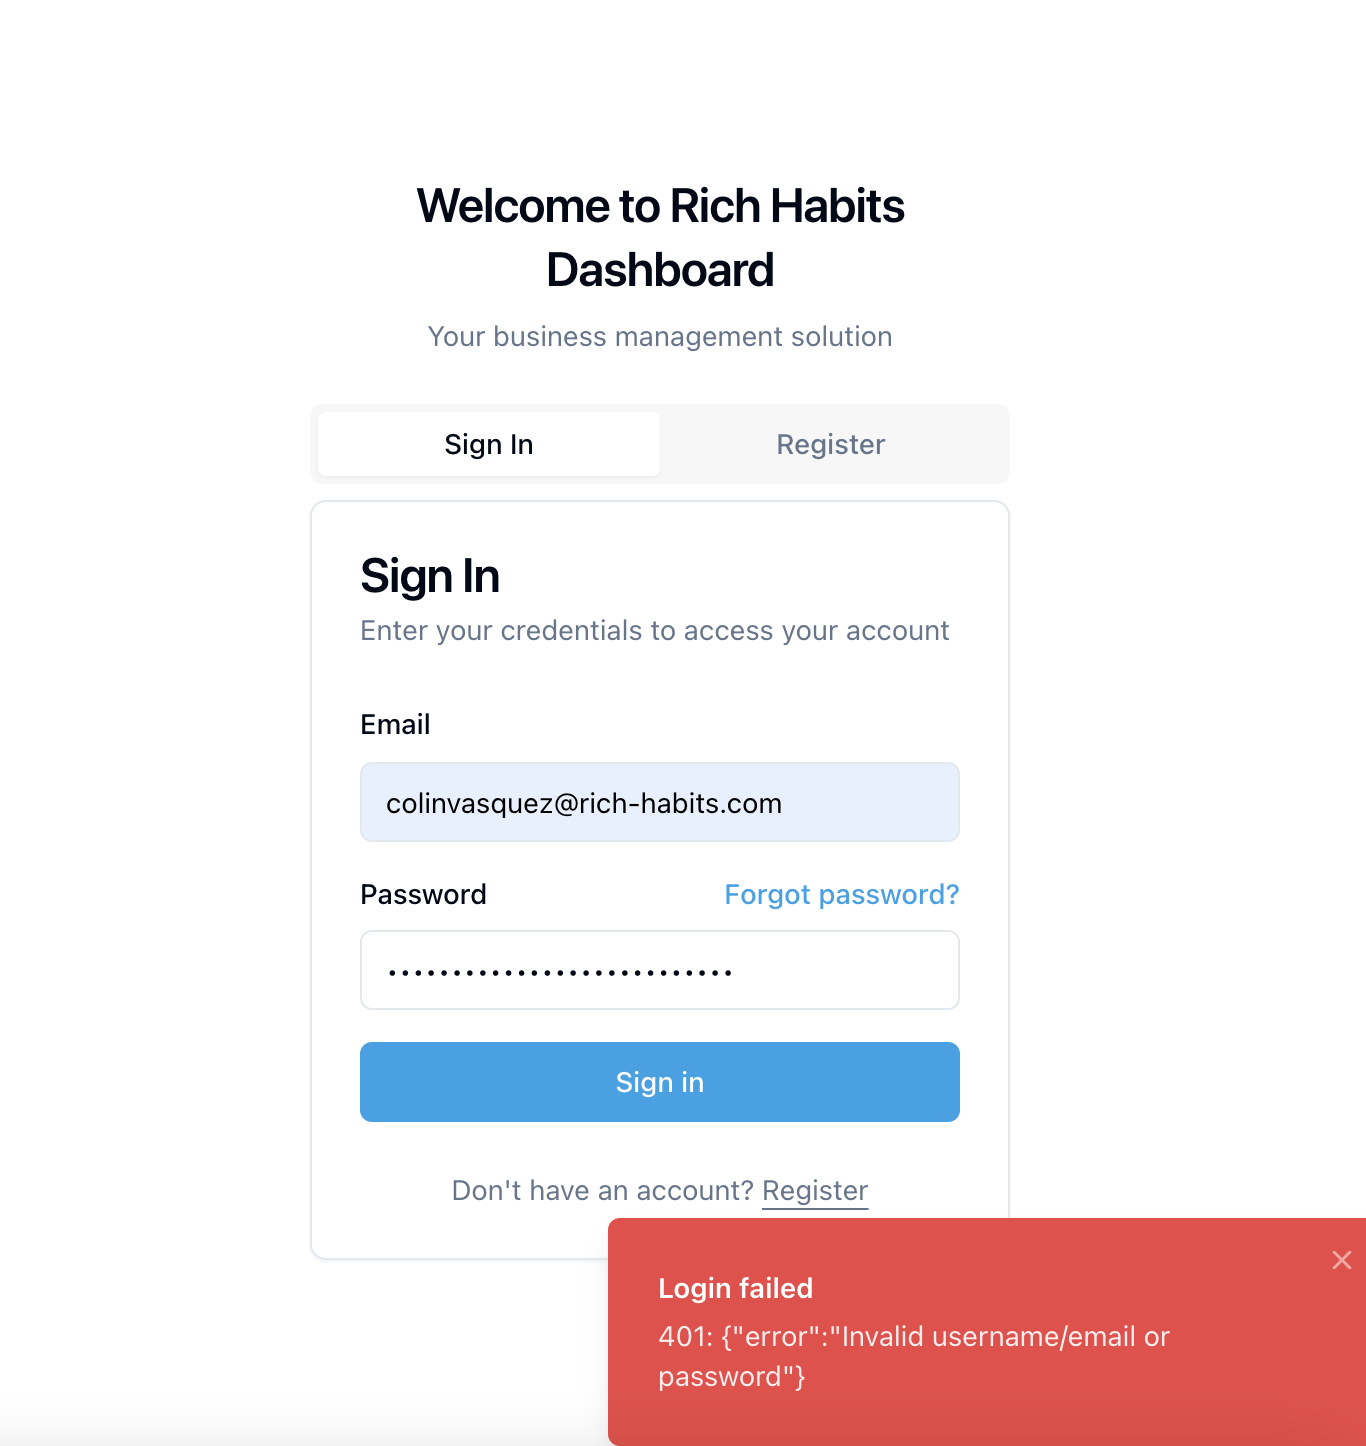 Welcome to Rich Habits
Dashboard
Your business management solution
Sign In
Register
Sign In
Enter your credentials to access your account
Email
colinvasquez@rich-habits.com
Password
Forgot password?
•••••••••••••••••••••••••••
Sign in
Don't have an account? Register
Login failed
401: {"error":"Invalid username/email or
password"}